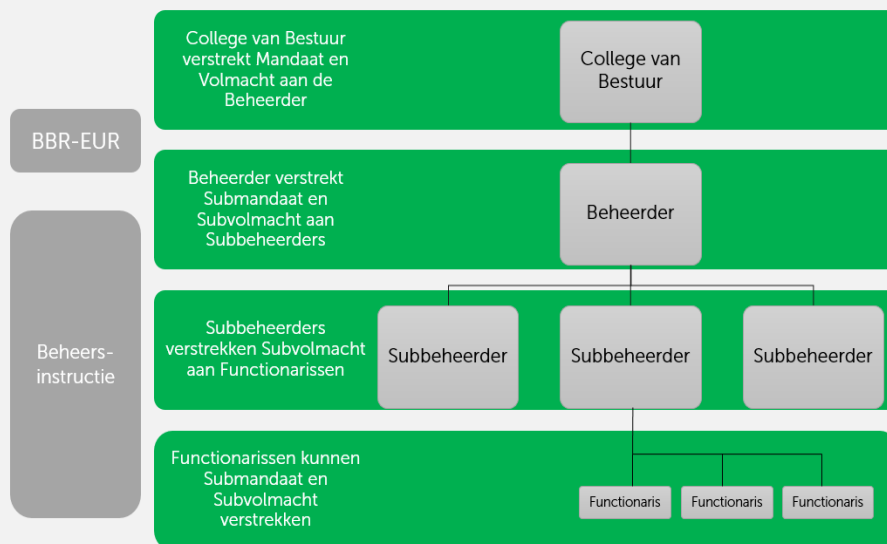 College van Bestuur
verstrekt Mandaat en
Volmacht aan de
Beheerder
College van
Bestuur
BBR-EUR
Beheerder verstrekt
Submandaat en
Subvolmacht aan
Subbeheerders
Beheerder
Beheers-
instructie
Subbeheerders
verstrekken Subvolmacht
aan Functionarissen
Subbeheerder
Subbeheerder
Subbeheerder
Functionarissen kunnen
Submandaat en
Subvolmacht
verstrekken
Functionaris
Functionaris
Functionaris